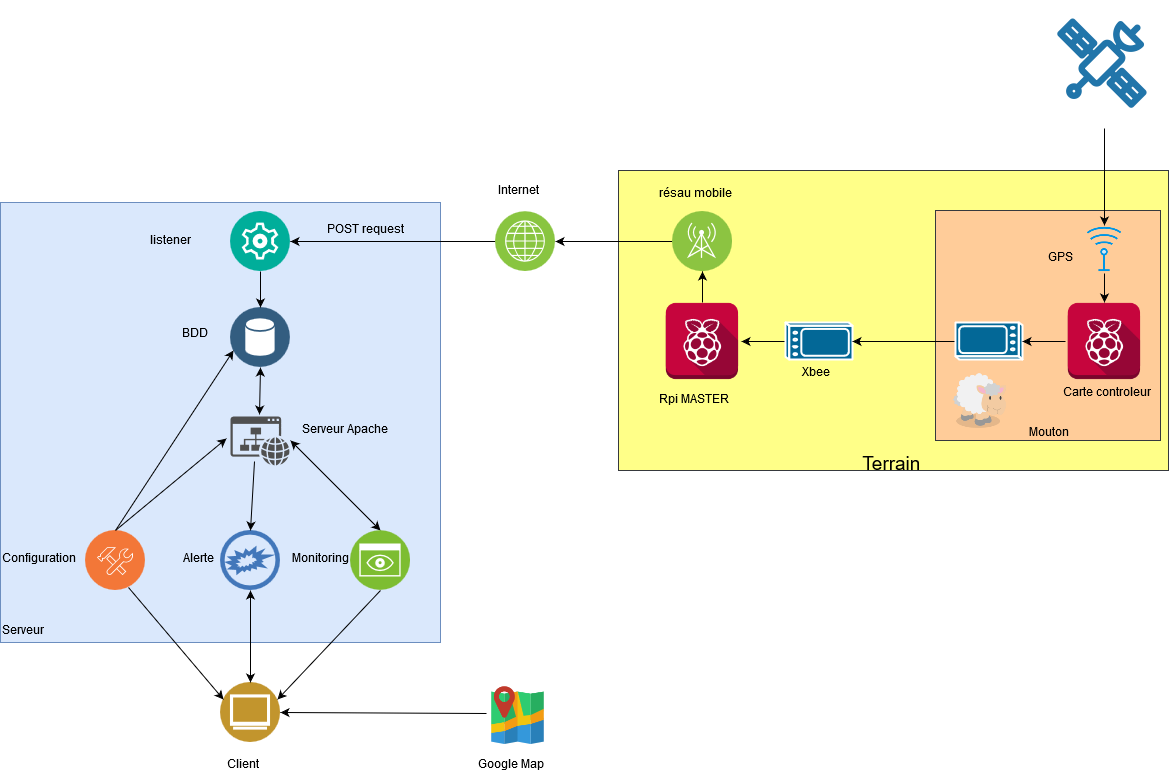 Internet
résau mobile
POST request
listener
GPS
BDD
Xbee
Carte controleur
Rpi MASTER
Serveur Apache
Mouton
Terrain
Configuration
Alerte
Monitoring
Serveur
Client
Google Map